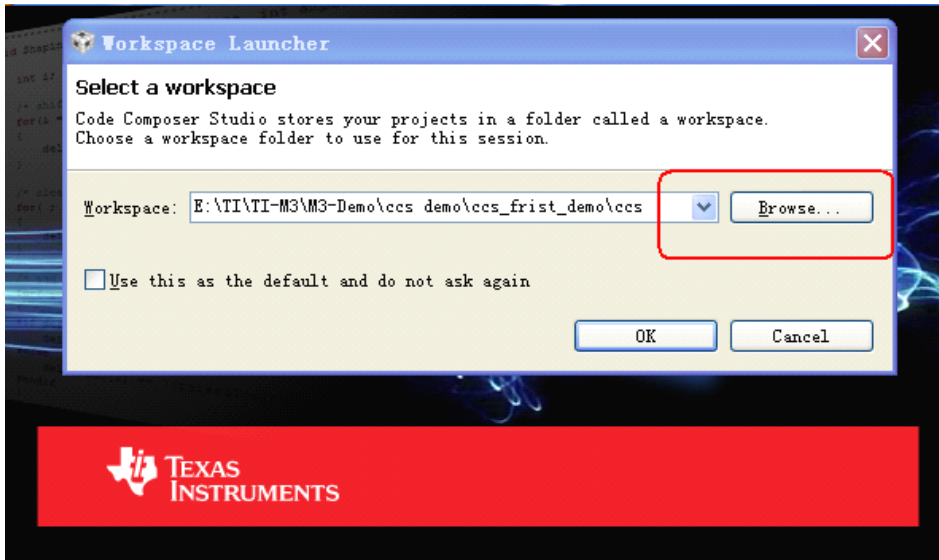 Workspace Launcher
Select a workspace
Code Composer Studio stores your projects in a folder called a workspace.
Choose a workspace folder to use for this session.
Workspace: E:\TI\TI-M3\M3-Demo\ccs demo\ccs_frist_demo\ccs Browse...
Use this as the default and do not ask again
OK Cancel
TEXAS
INSTRUMENTS